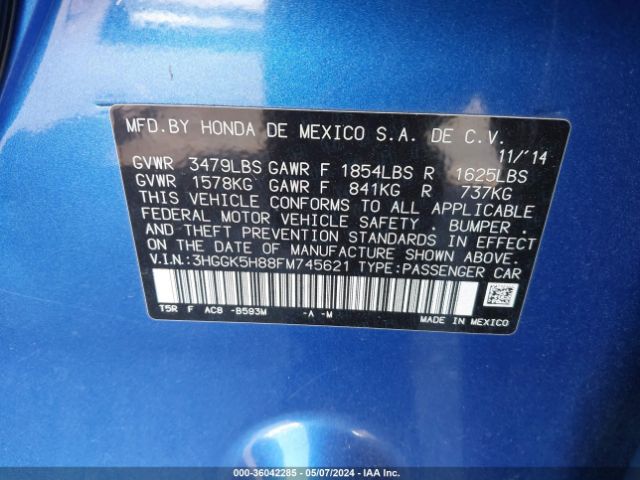 MFD. BY HONDA DE MEXICO S.A. DE C.V.
11/'14
GVWR 3479LBS GAWR F 1854LBS R 1625LBS
GVWR 1578KG GAWR F 841KG R 737KG
THIS VEHICLE CONFORMS TO ALL APPLICABLE
FEDERAL MOTOR VEHICLE SAFETY , BUMPER ,
AND THEFT PREVENTION STANDARDS IN EFFECT
ON THE DATE OF MANUFACTURE SHOWN ABOVE.
V.I.N.:3HGGK5H88FM745621 TYPE:PASSENGER CAR
T5R F AC8 -B593M -A -M
MADE IN MEXICO
000-36042285 - 05/07/2024 - IAA Inc.